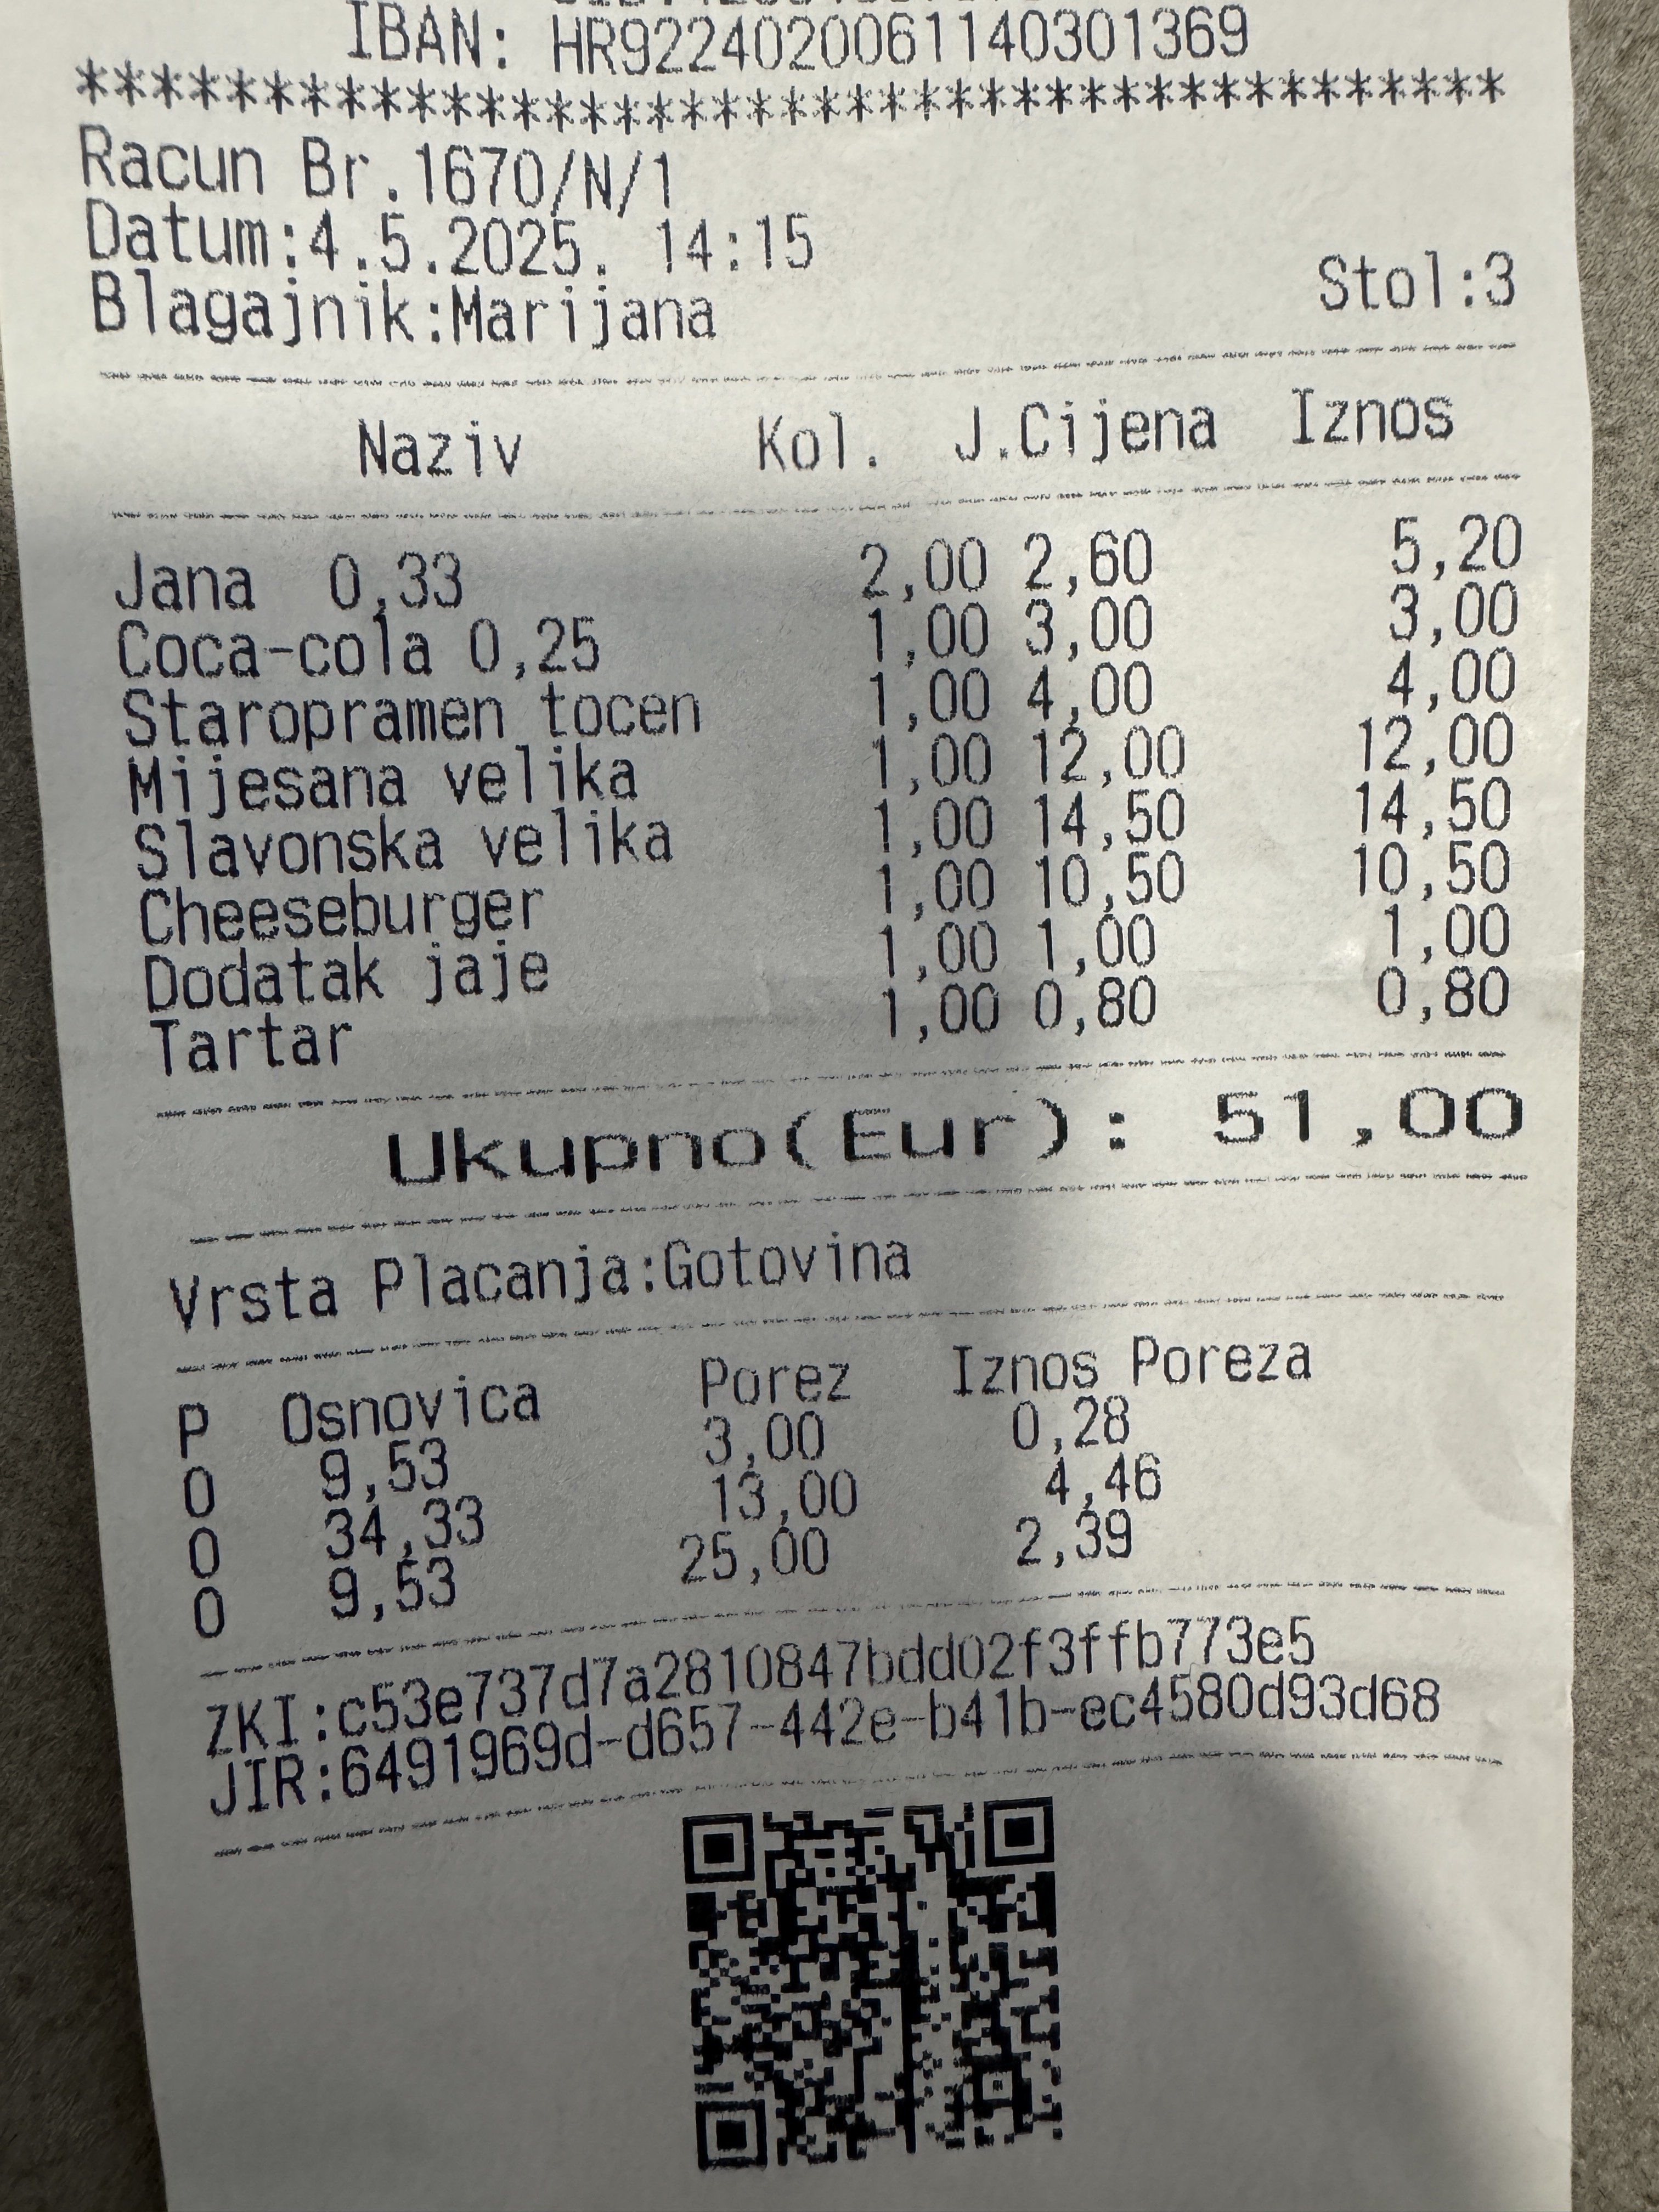 IBAN: HR9224020061140301369
****************************************
Racun Br.1670/N/1
Datum:4.5.2025. 14:15
Blagajnik:Marijana Stol:3
Naziv Kol. J.Cijena Iznos
Jana 0,33 2,00 2,60 5,20
Coca-cola 0,25 1,00 3,00 3,00
Staropramen tocen 1,00 4,00 4,00
Mijesana velika 1,00 12,00 12,00
Slavonska velika 1,00 14,50 14,50
Cheeseburger 1,00 10,50 10,50
Dodatak jaje 1,00 1,00 1,00
Tartar 1,00 0,80 0,80
Ukupno(Eur): 51,00
Vrsta Placanja:Gotovina
P Osnovica Porez Iznos Poreza
O 9,53 3,00 0,28
O 34,33 13,00 4,46
O 9,53 25,00 2,39
ZKI:c53e737d7a2810847bdd02f3ffb773e5
JIR:6491969d-d657-442e-b41b-ec4580d93d68